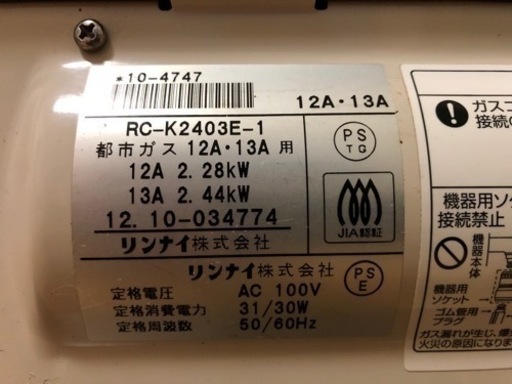 *10-4747
12A・13A
RC-K2403E-1
都市ガス 12A・13A 用
12A 2.28kW
13A 2.44kW
12.10-034774
リンナイ株式会社
PS
TG
JIA認証
リンナイ株式会社
PS
E
定格電圧 AC 100V
定格消費電力 31/30W
定格周波数 50/60Hz
ガスコ
接続の
機器用ソケ
接続禁止
機器本体
機器用
ソケット
ゴム管用
プラグ
ガス漏れが生じ、爆
火災の原因になりま